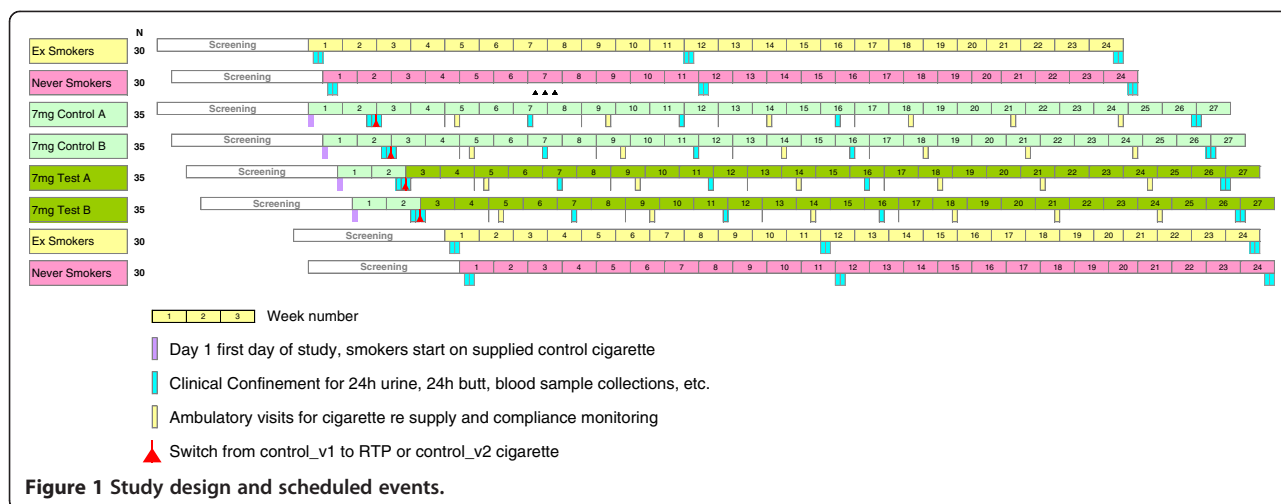 N
Ex Smokers 30 Screening 1 2 3 4 5 6 7 8 9 10 11 12 13 14 15 16 17 18 19 20 21 22 23 24
Never Smokers 30 Screening 1 2 3 4 5 6 7 8 9 10 11 12 13 14 15 16 17 18 19 20 21 22 23 24
7mg Control A 35 Screening 1 2 3 4 5 6 7 8 9 10 11 12 13 14 15 16 17 18 19 20 21 22 23 24 25 26 27
7mg Control B 35 Screening 1 2 3 4 5 6 7 8 9 10 11 12 13 14 15 16 17 18 19 20 21 22 23 24 25 26 27
7mg Test A 35 Screening 1 2 3 4 5 6 7 8 9 10 11 12 13 14 15 16 17 18 19 20 21 22 23 24 25 26 27
7mg Test B 35 Screening 1 2 3 4 5 6 7 8 9 10 11 12 13 14 15 16 17 18 19 20 21 22 23 24 25 26 27
Ex Smokers 30 Screening 1 2 3 4 5 6 7 8 9 10 11 12 13 14 15 16 17 18 19 20 21 22 23 24
Never Smokers 30 Screening 1 2 3 4 5 6 7 8 9 10 11 12 13 14 15 16 17 18 19 20 21 22 23 24
1 2 3 Week number
Day 1 first day of study, smokers start on supplied control cigarette
Clinical Confinement for 24h urine, 24h butt, blood sample collections, etc.
Ambulatory visits for cigarette re supply and compliance monitoring
Switch from control_v1 to RTP or control_v2 cigarette
Figure 1 Study design and scheduled events.